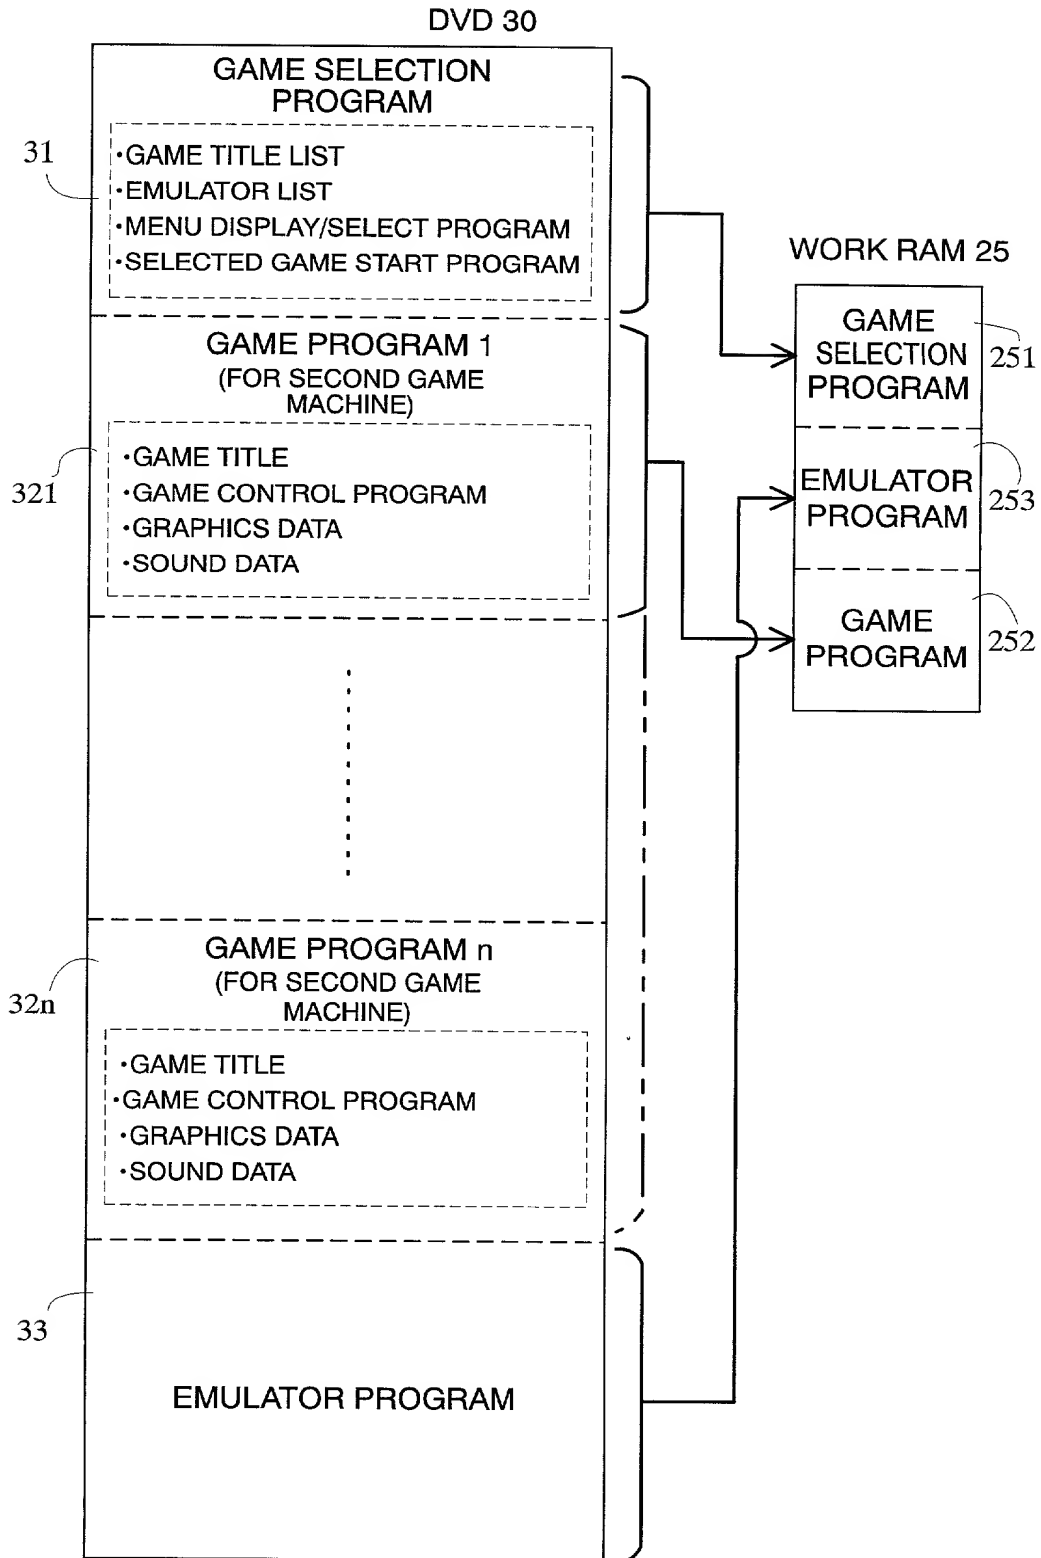 DVD 30
GAME SELECTION
PROGRAM
31
·GAME TITLE LIST
·EMULATOR LIST
·MENU DISPLAY/SELECT PROGRAM
·SELECTED GAME START PROGRAM
GAME PROGRAM 1
(FOR SECOND GAME
MACHINE)
321
·GAME TITLE
·GAME CONTROL PROGRAM
·GRAPHICS DATA
·SOUND DATA
GAME PROGRAM n
(FOR SECOND GAME
MACHINE)
32n
·GAME TITLE
·GAME CONTROL PROGRAM
·GRAPHICS DATA
·SOUND DATA
33
EMULATOR PROGRAM
WORK RAM 25
GAME
SELECTION
PROGRAM
251
EMULATOR
PROGRAM
253
GAME
PROGRAM
252